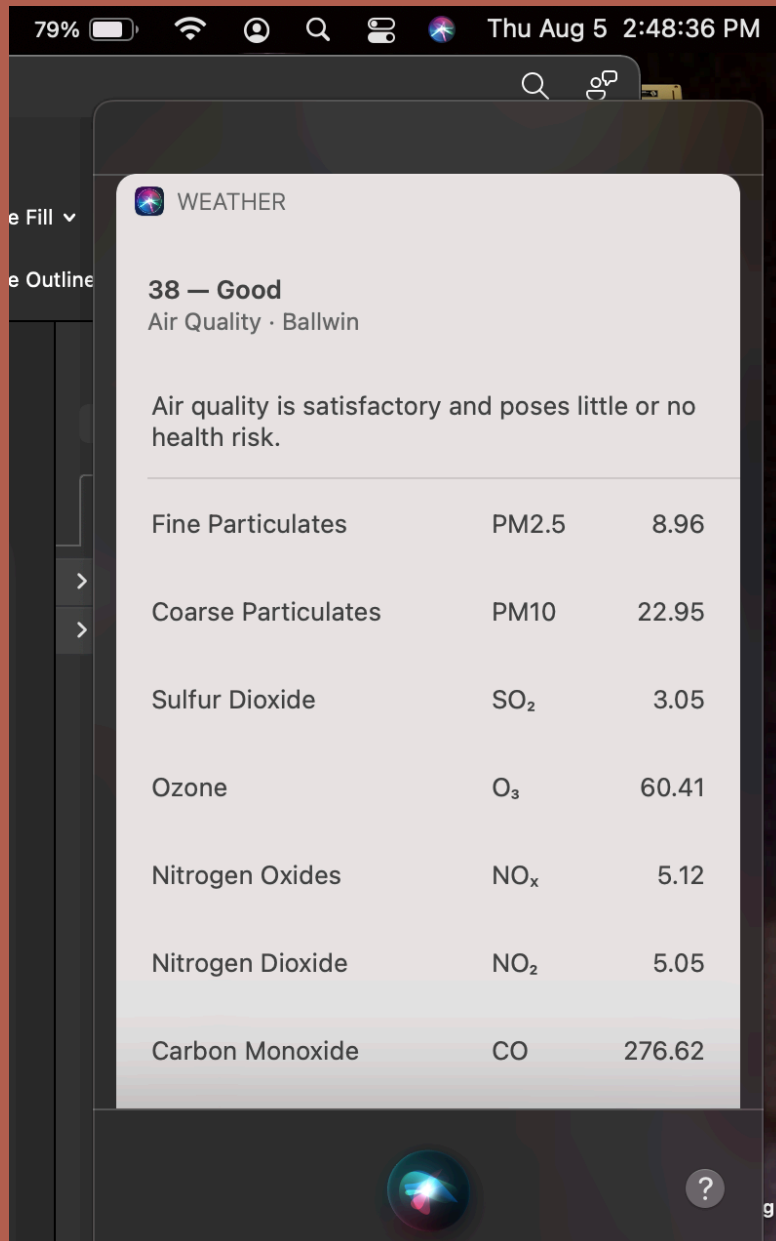 79% Thu Aug 5 2:48:36 PM
e Fill
e Outline
WEATHER
38 — Good
Air Quality · Ballwin
Air quality is satisfactory and poses little or no
health risk.
Fine Particulates PM2.5 8.96
Coarse Particulates PM10 22.95
Sulfur Dioxide SO₂ 3.05
Ozone O₃ 60.41
Nitrogen Oxides NOₓ 5.12
Nitrogen Dioxide NO₂ 5.05
Carbon Monoxide CO 276.62
?
g